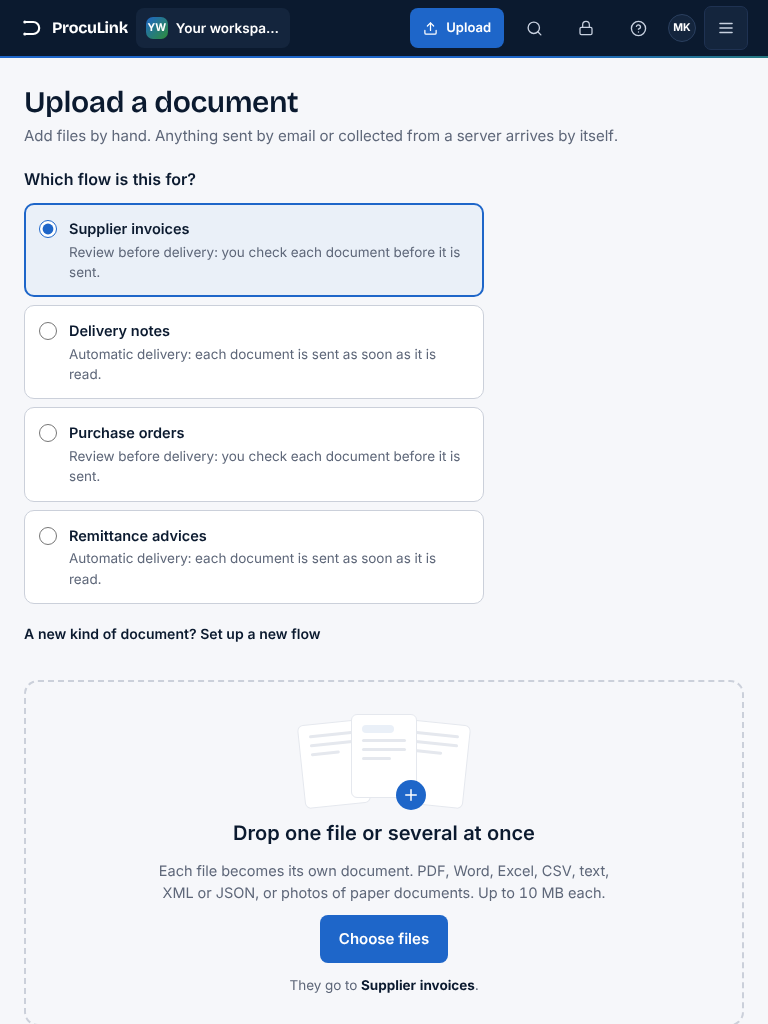 ProcuLink
YW
Your workspa...
Upload
MK
Upload a document
Add files by hand. Anything sent by email or collected from a server arrives by itself.
Which flow is this for?
Supplier invoices
Review before delivery: you check each document before it is
sent.
Delivery notes
Automatic delivery: each document is sent as soon as it is
read.
Purchase orders
Review before delivery: you check each document before it is
sent.
Remittance advices
Automatic delivery: each document is sent as soon as it is
read.
A new kind of document? Set up a new flow
Drop one file or several at once
Each file becomes its own document. PDF, Word, Excel, CSV, text,
XML or JSON, or photos of paper documents. Up to 10 MB each.
Choose files
They go to Supplier invoices.